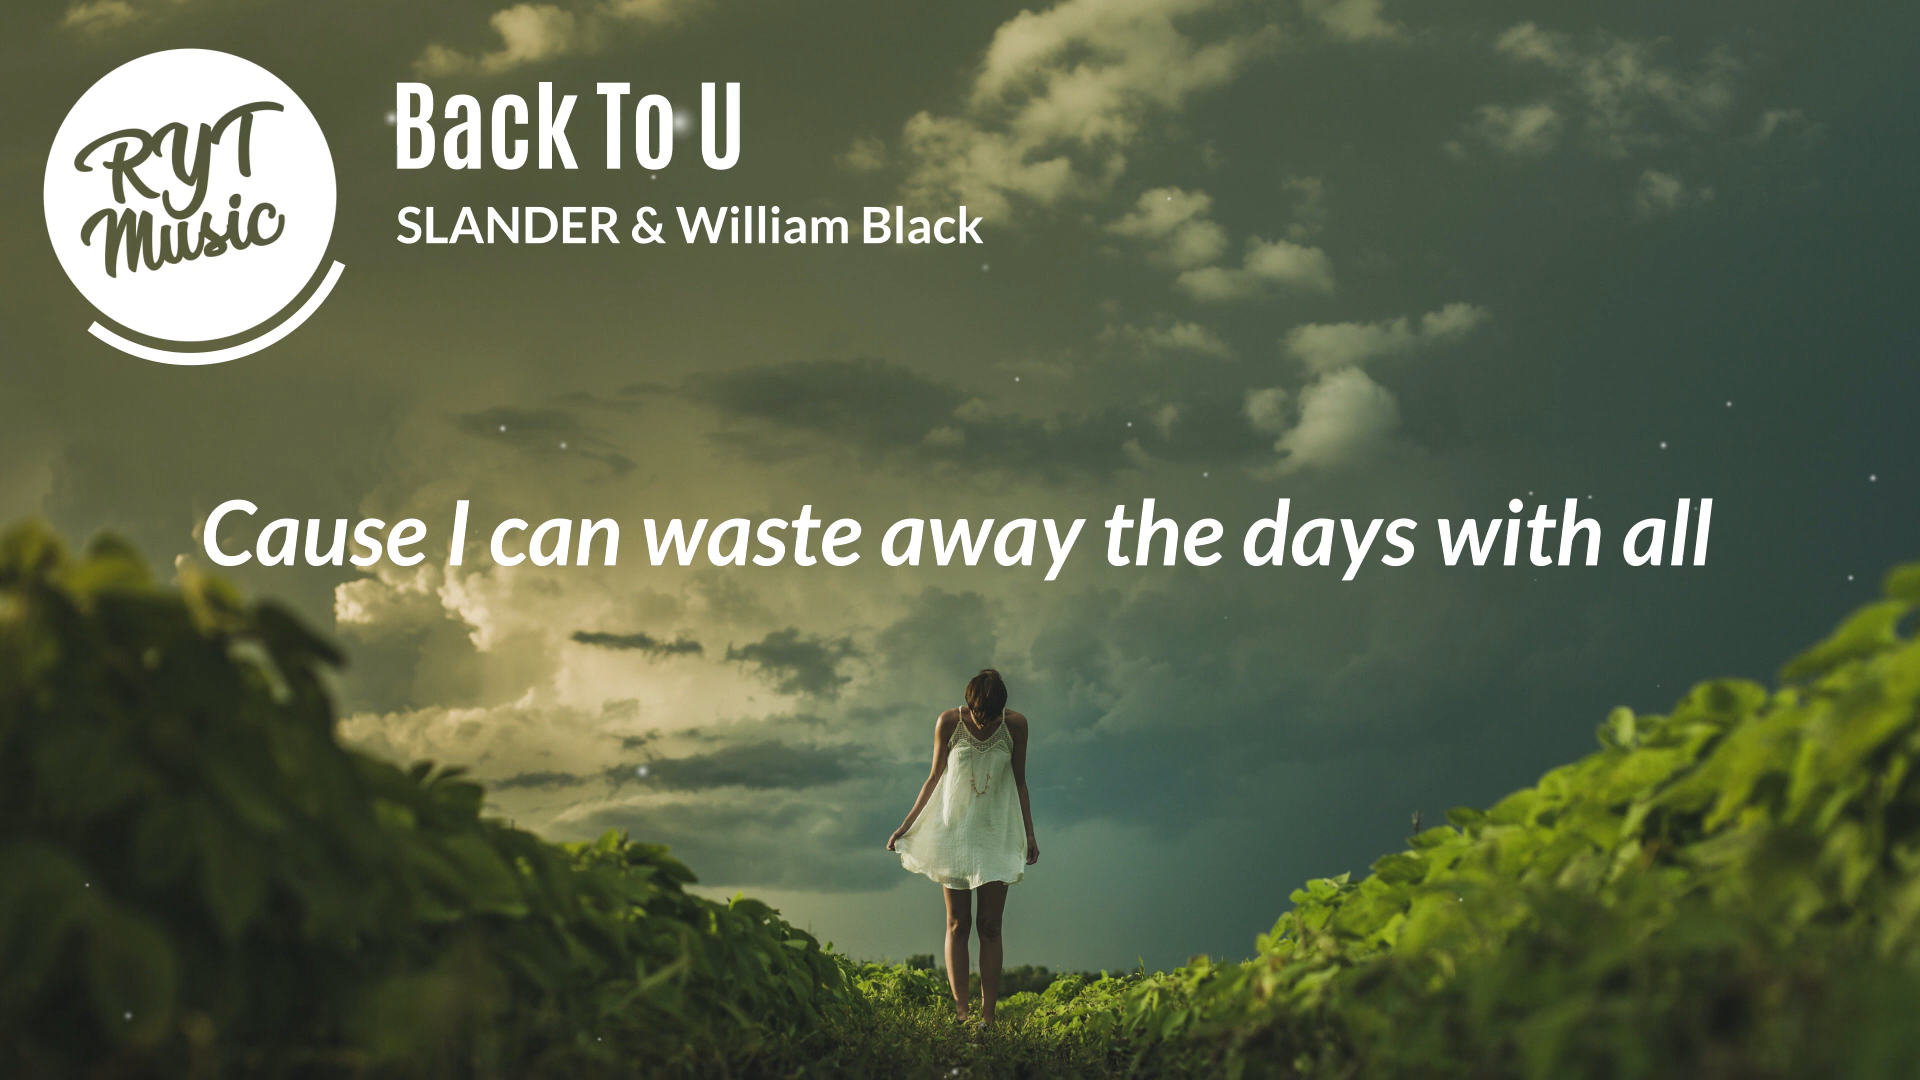 RYT
Music
Back To U
SLANDER & William Black
Cause I can waste away the days with all